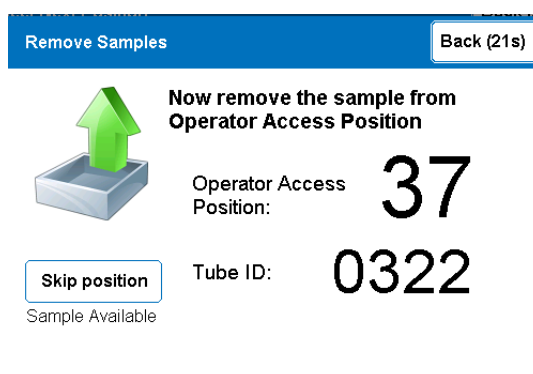 Remove Samples
Back (21s)
Now remove the sample from
Operator Access Position
Operator Access
Position:
37
Tube ID:
0322
Skip position
Sample Available